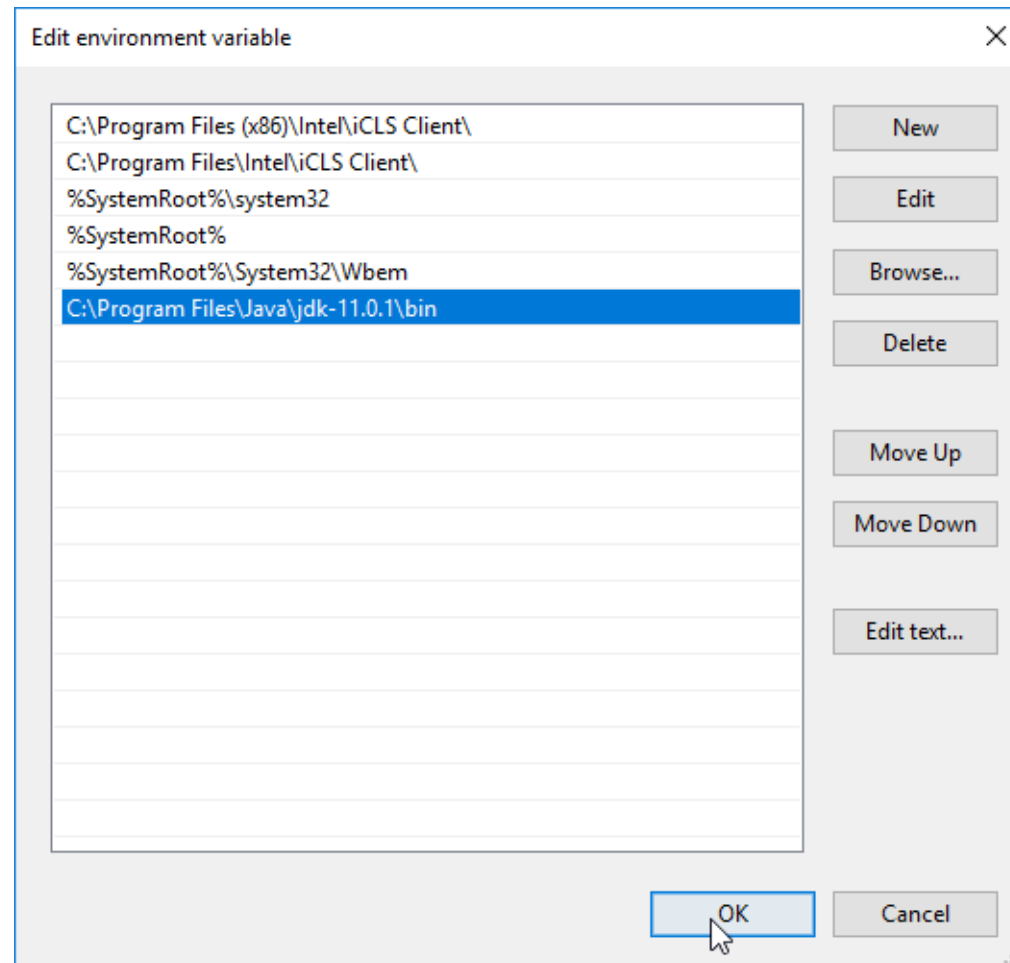 Edit environment variable
C:\Program Files (x86)\Intel\iCLS Client\
C:\Program Files\Intel\iCLS Client\
%SystemRoot%\system32
%SystemRoot%
%SystemRoot%\System32\Wbem
C:\Program Files\Java\jdk-11.0.1\bin
New
Edit
Browse...
Delete
Move Up
Move Down
Edit text...
OK
Cancel